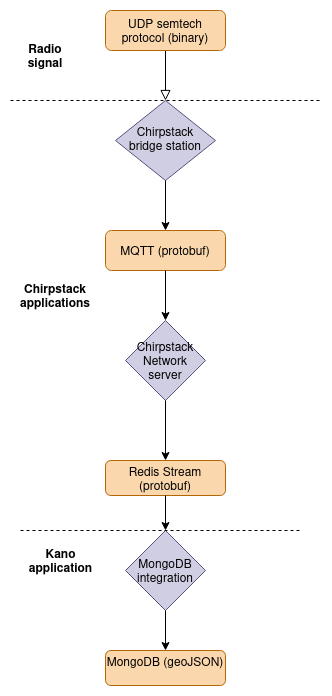 UDP semtech
protocol (binary)
Radio
signal
Chirpstack
bridge station
MQTT (protobuf)
Chirpstack
applications
Chirpstack
Network
server
Redis Stream
(protobuf)
Kano
application
MongoDB
integration
MongoDB (geoJSON)